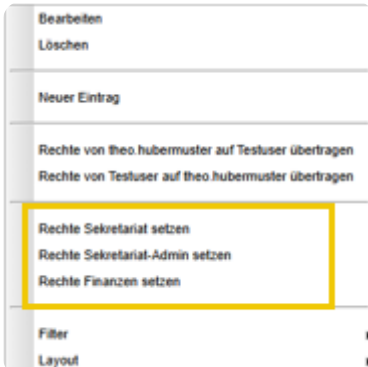 Bearbeiten
Löschen
Neuer Eintrag
Rechte von theo.hubermuster auf Testuser übertragen
Rechte von Testuser auf theo.hubermuster übertragen
Rechte Sekretariat setzen
Rechte Sekretariat-Admin setzen
Rechte Finanzen setzen
Filter
Layout